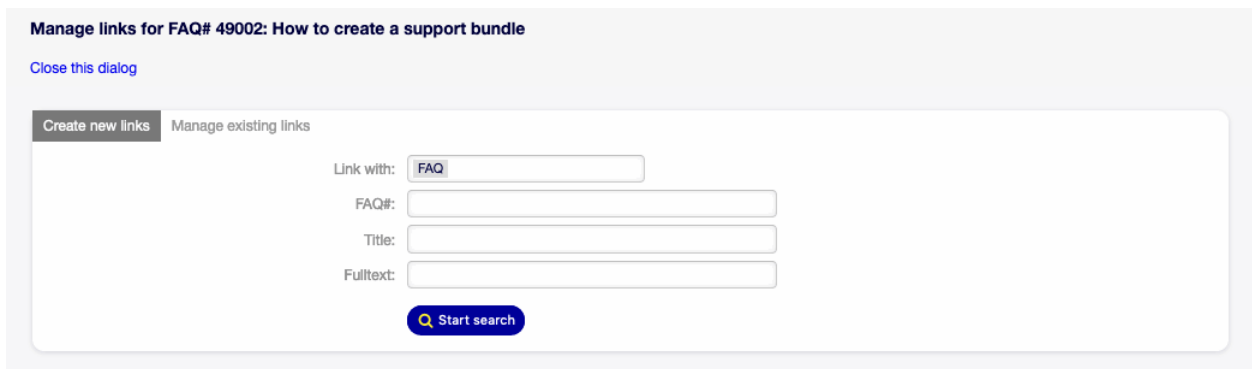 Manage links for FAQ# 49002: How to create a support bundle
Close this dialog
Create new links Manage existing links
Link with: FAQ
FAQ#:
Title:
Fulltext:
Start search